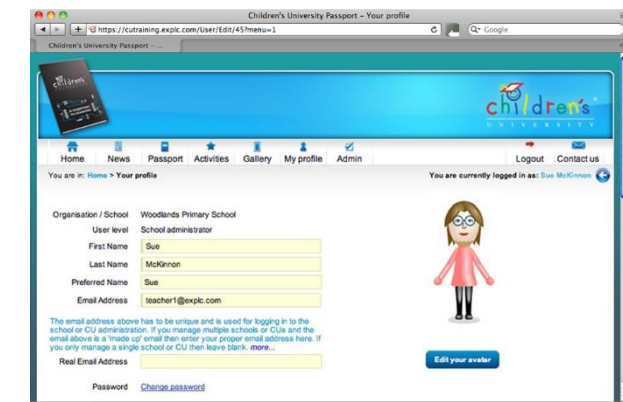 Children's University Passport - Your profile
https://cutraining.explc.com/User/Edit/45?menu=1
Google
Children's University Passport - ...
children's
children's
UNIVERSITY
Home News Passport Activities Gallery My profile Admin Logout Contact us
You are in: Home > Your profile
You are currently logged in as: Sue McKinnon
Organisation / School Woodlands Primary School
User level School administrator
First Name Sue
Last Name McKinnon
Preferred Name Sue
Email Address teacher1@explc.com
The email address above has to be unique and is used for logging in to the
school or CU administration. If you manage multiple schools or CUs and the
email above is a 'made up' email then enter your proper email address here. If
you only manage a single school or CU then leave blank. more...
Real Email Address
Edit your avatar
Password Change password